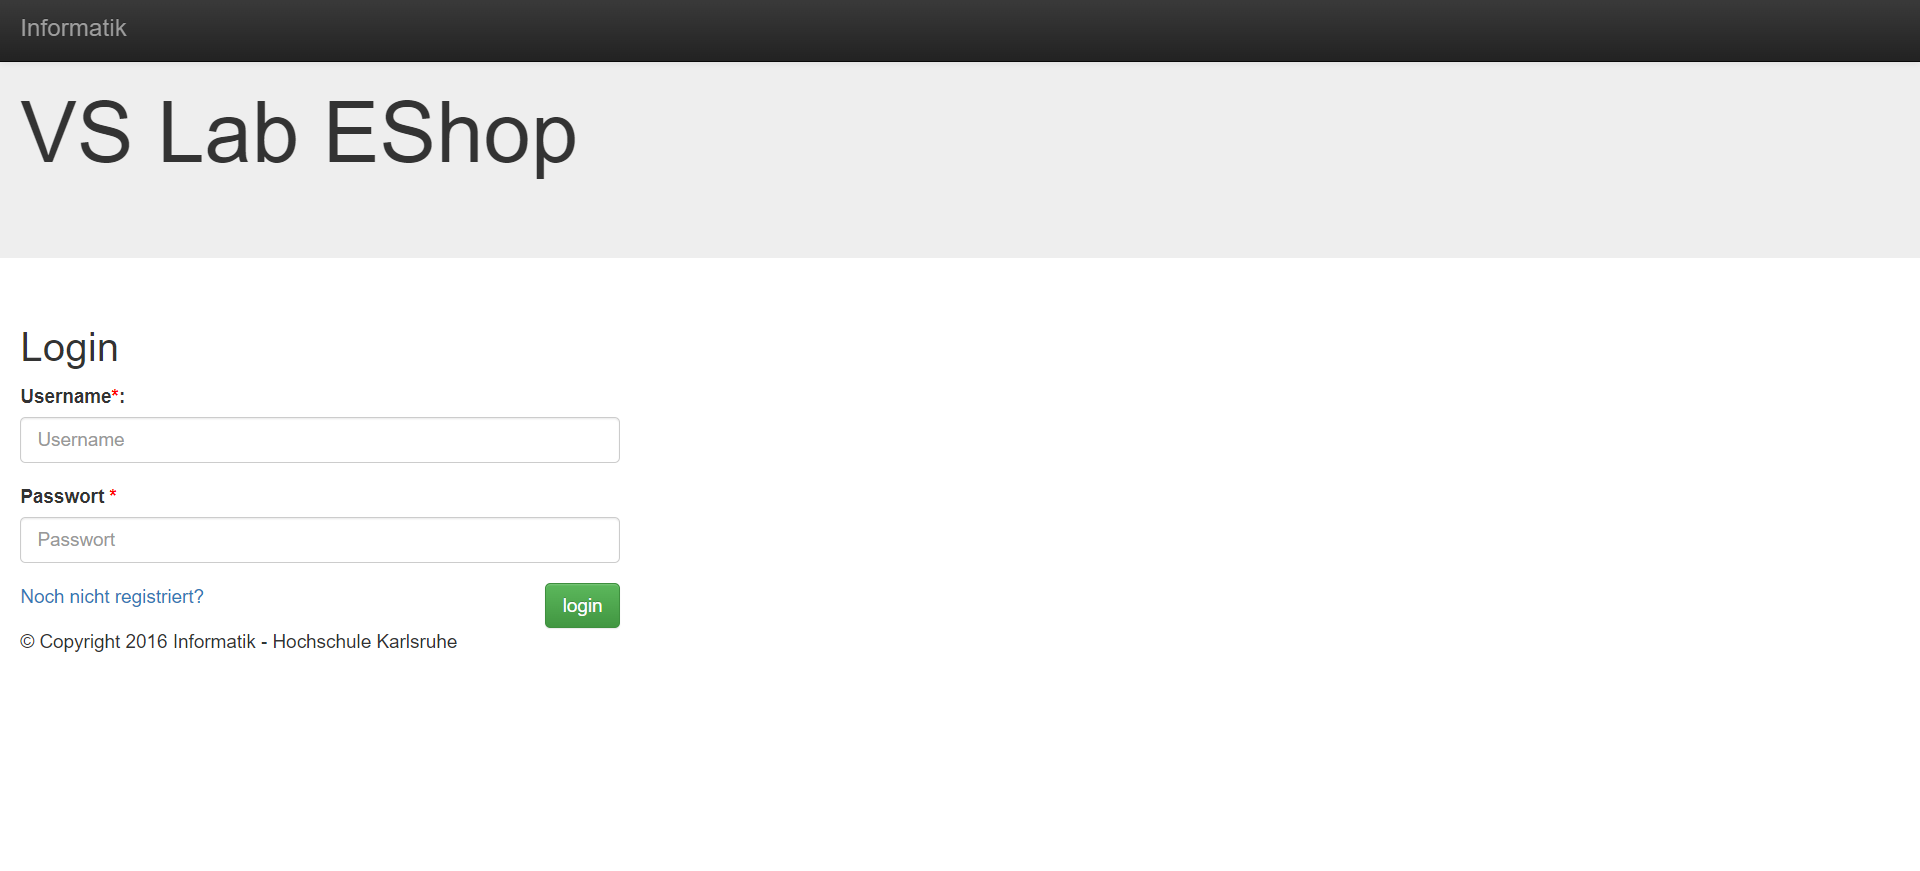 Informatik
VS Lab EShop
Login
Username*:
Username
Passwort *
Passwort
Noch nicht registriert?
login
© Copyright 2016 Informatik - Hochschule Karlsruhe